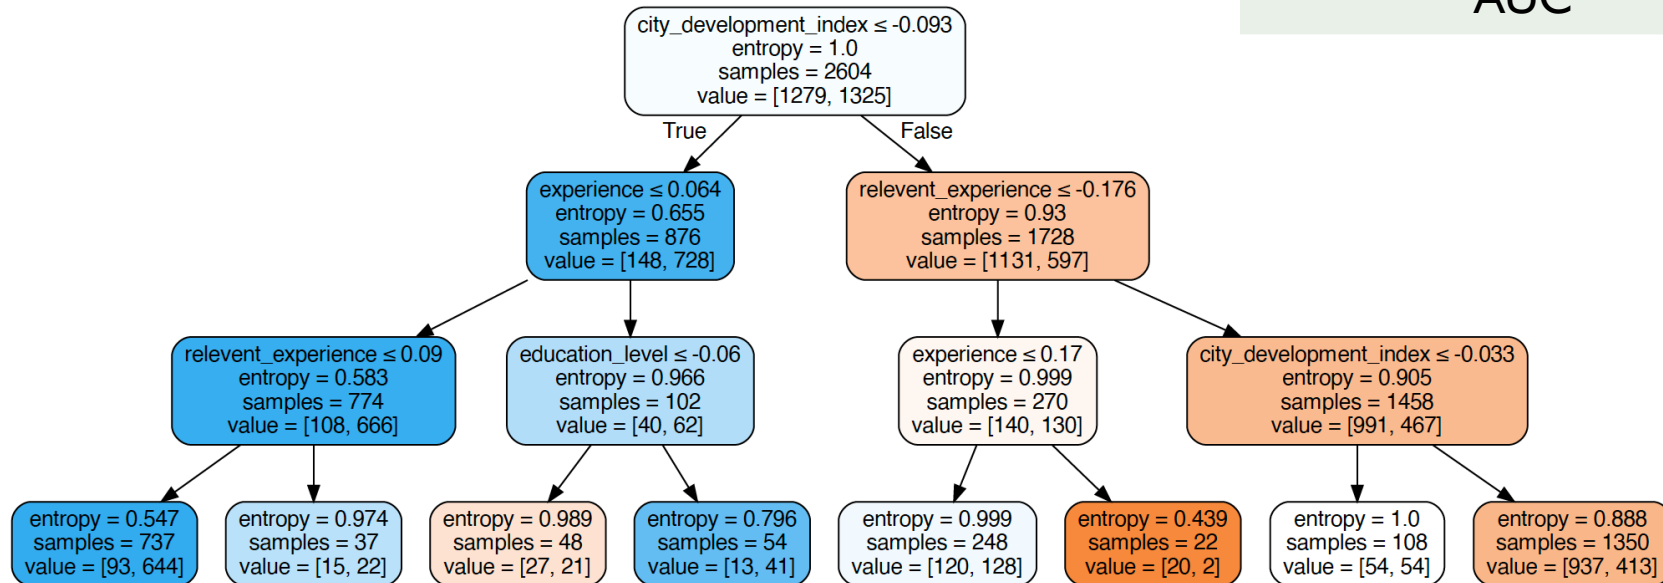 AUC
city_development_index ≤ -0.093
entropy = 1.0
samples = 2604
value = [1279, 1325]
True
False
experience ≤ 0.064
entropy = 0.655
samples = 876
value = [148, 728]
relevent_experience ≤ -0.176
entropy = 0.93
samples = 1728
value = [1131, 597]
relevent_experience ≤ 0.09
entropy = 0.583
samples = 774
value = [108, 666]
education_level ≤ -0.06
entropy = 0.966
samples = 102
value = [40, 62]
experience ≤ 0.17
entropy = 0.999
samples = 270
value = [140, 130]
city_development_index ≤ -0.033
entropy = 0.905
samples = 1458
value = [991, 467]
entropy = 0.547
samples = 737
value = [93, 644]
entropy = 0.974
samples = 37
value = [15, 22]
entropy = 0.989
samples = 48
value = [27, 21]
entropy = 0.796
samples = 54
value = [13, 41]
entropy = 0.999
samples = 248
value = [120, 128]
entropy = 0.439
samples = 22
value = [20, 2]
entropy = 1.0
samples = 108
value = [54, 54]
entropy = 0.888
samples = 1350
value = [937, 413]